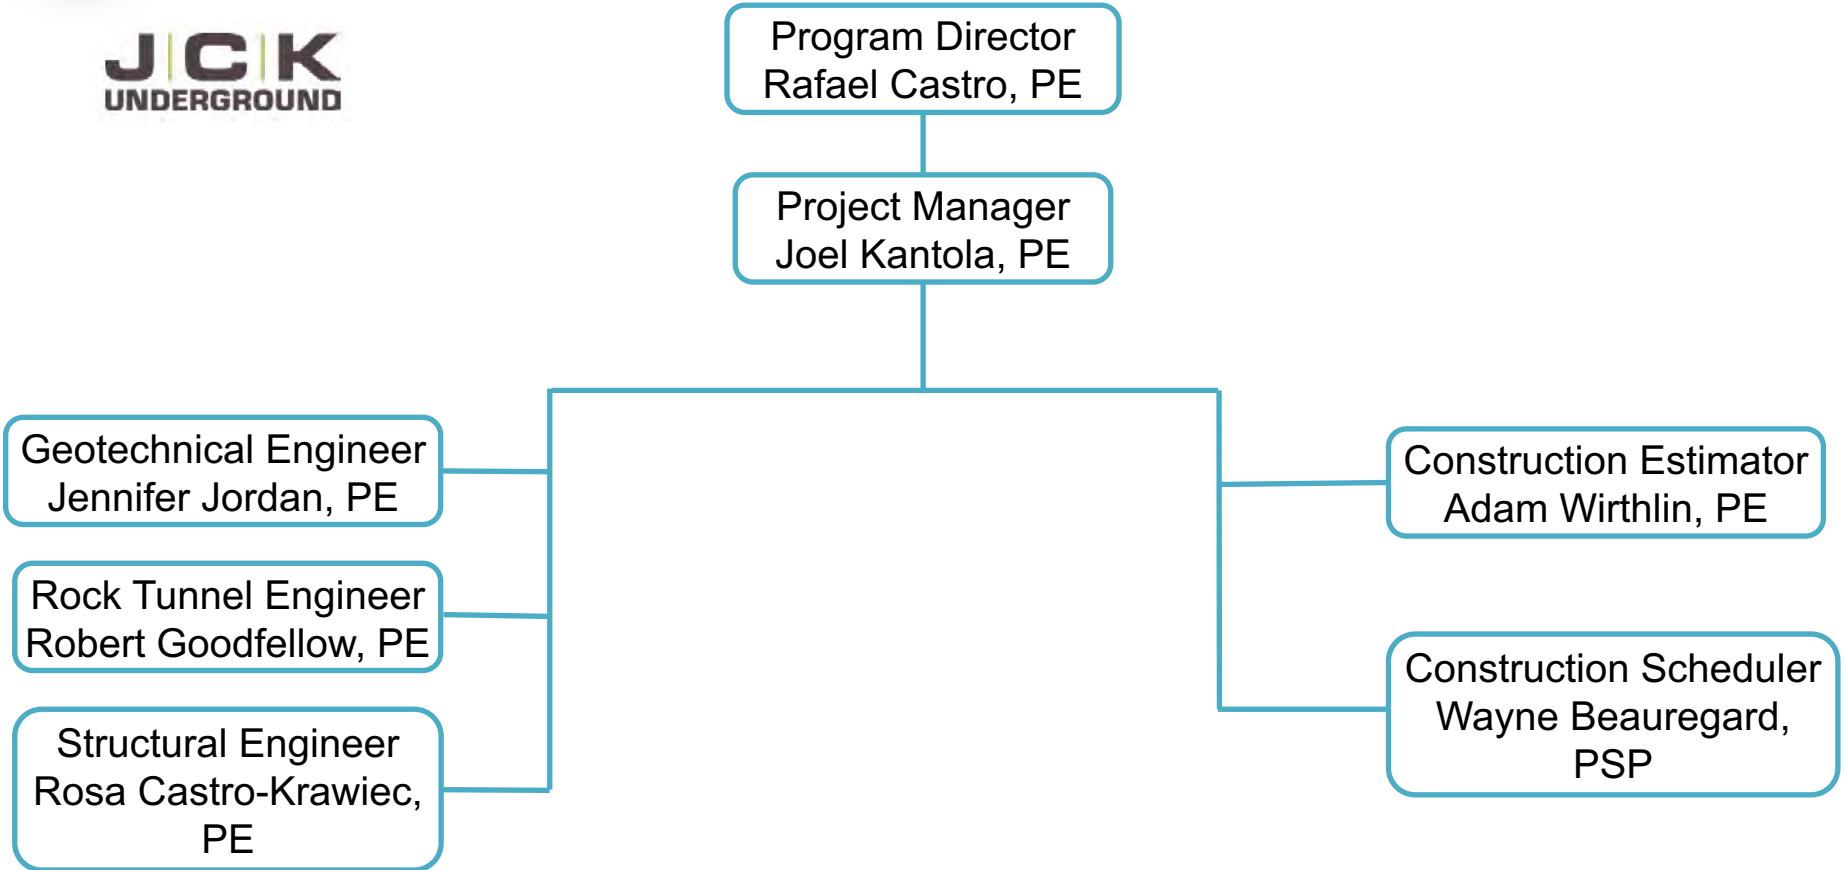 J|C|K
UNDERGROUND
Program Director
Rafael Castro, PE
Project Manager
Joel Kantola, PE
Geotechnical Engineer
Jennifer Jordan, PE
Rock Tunnel Engineer
Robert Goodfellow, PE
Structural Engineer
Rosa Castro-Krawiec,
PE
Construction Estimator
Adam Wirthlin, PE
Construction Scheduler
Wayne Beauregard,
PSP